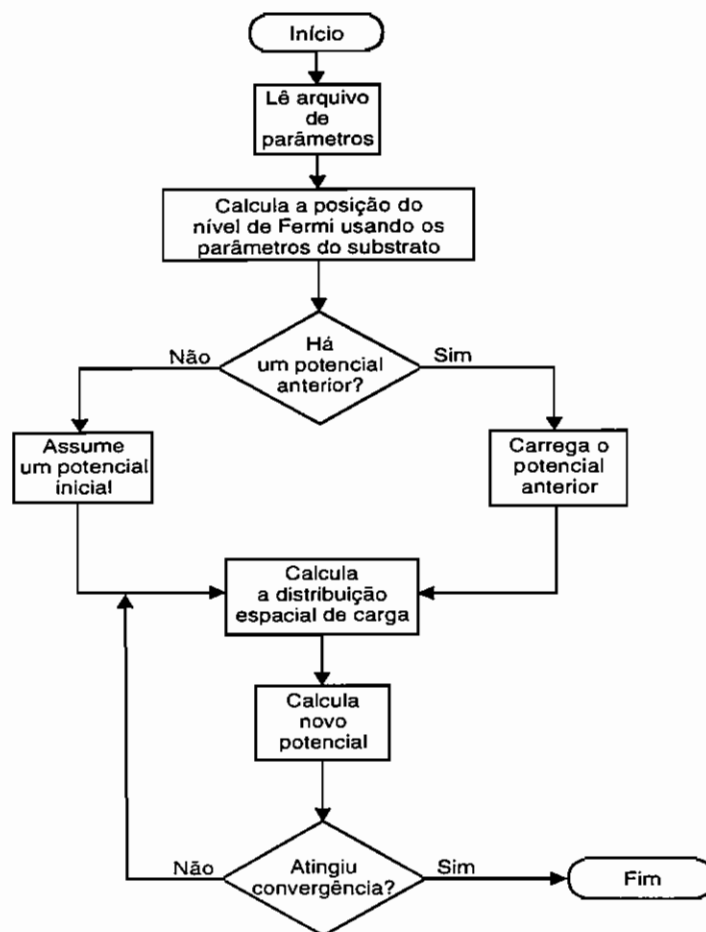 Início
Lê arquivo
de
parâmetros
Calcula a posição do
nível de Fermi usando os
parâmetros do substrato
Há
um potencial
anterior?
Não
Sim
Assume
um potencial
inicial
Carrega o
potencial
anterior
Calcula
a distribuição
espacial de carga
Calcula
novo
potencial
Atingiu
convergência?
Não
Sim
Fim